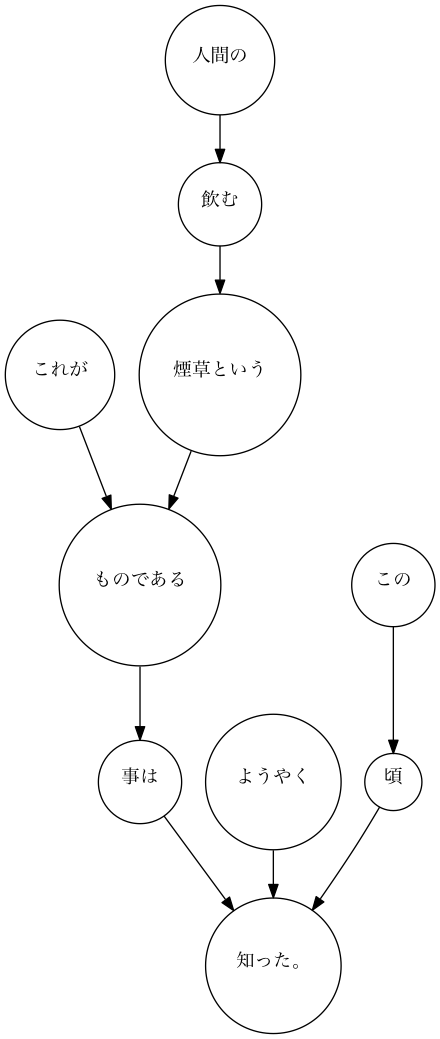 人間の
飲む
これが
煙草という
ものである
この
事は
ようやく
頃
知った。